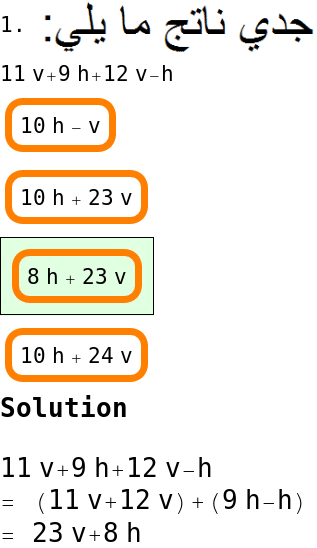 1. جدي ناتج ما يلي:
11 v+9 h+12 v−h
10 h − v
10 h + 23 v
8 h + 23 v
10 h + 24 v
Solution
11 v+9 h+12 v−h
= (11 v+12 v) + (9 h−h)
= 23 v+8 h